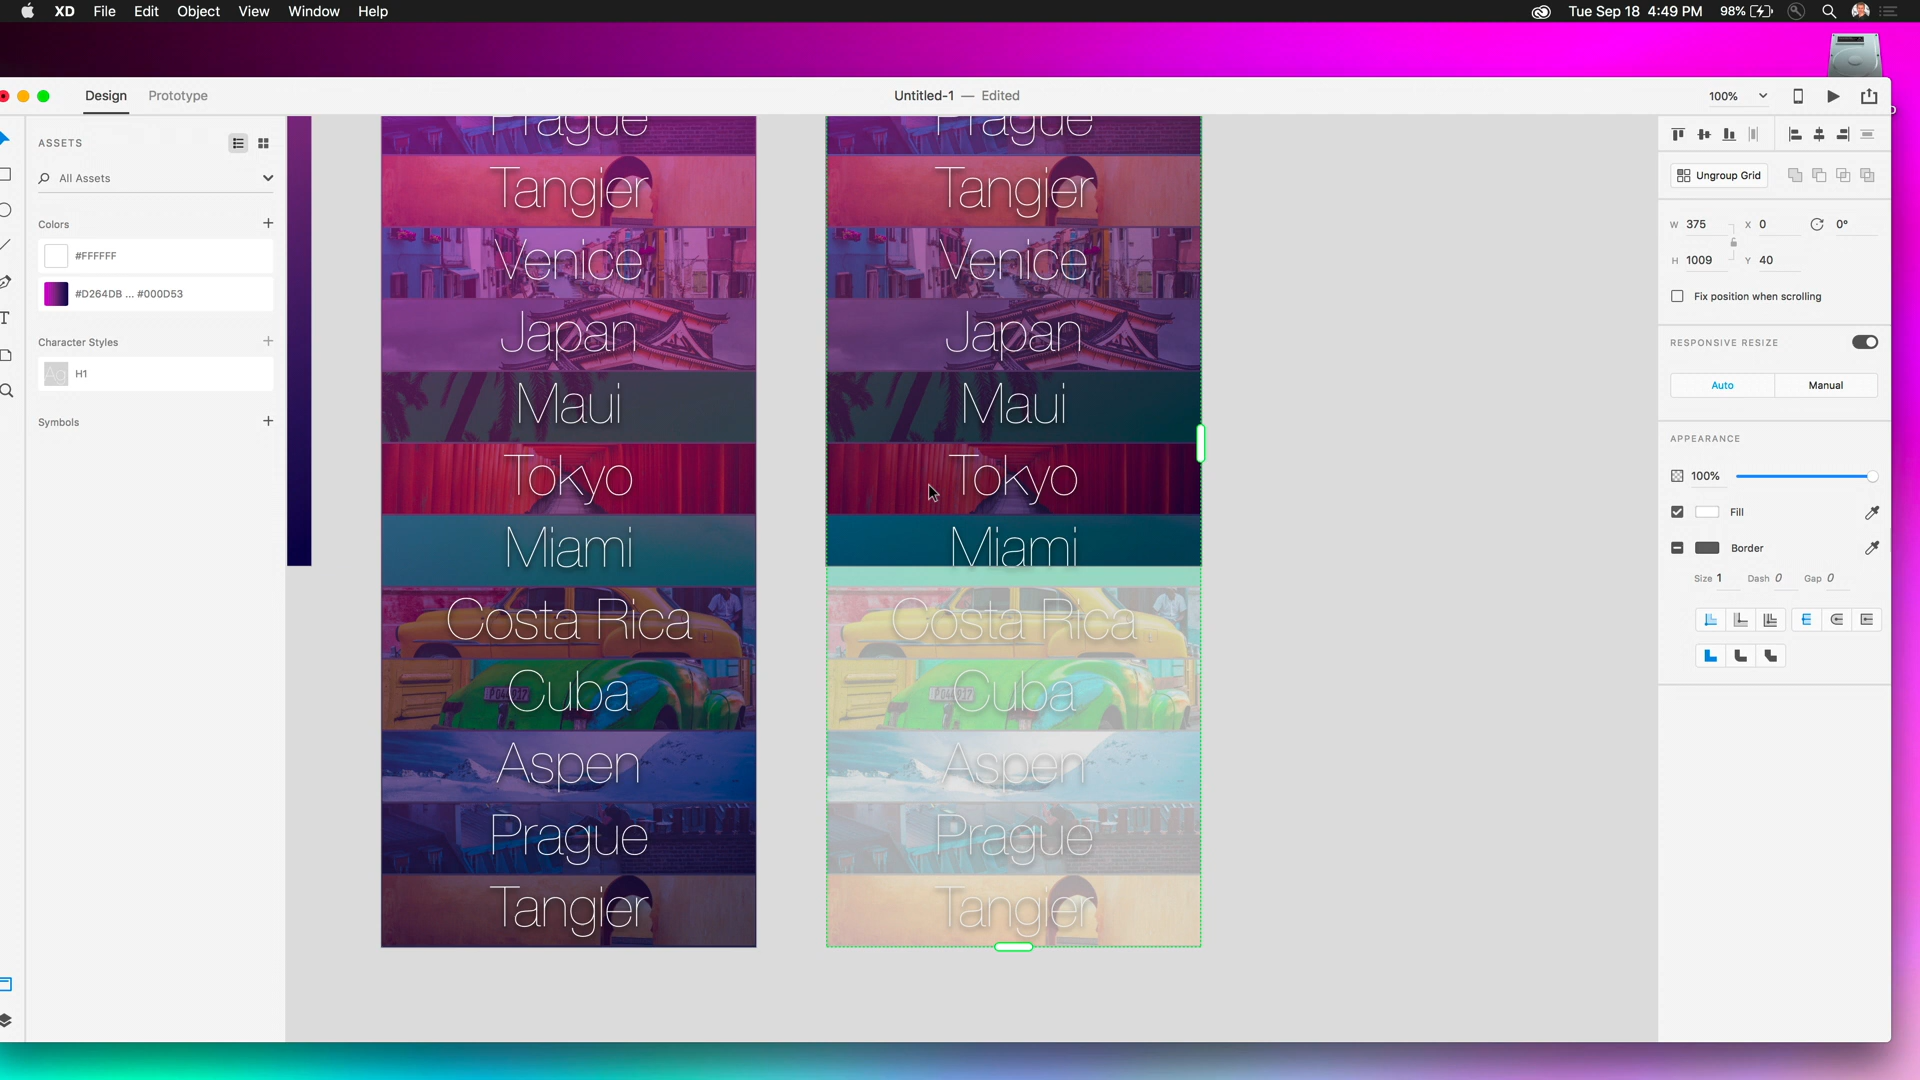 XD File Edit Object View Window Help
Tue Sep 18 4:49 PM 98%
Design Prototype
Untitled-1 — Edited
100%
ASSETS
All Assets
Colors
#FFFFFF
#D264DB ... #000D53
Character Styles
Ag H1
Symbols
Prague
Tangier
Venice
Japan
Maui
Tokyo
Miami
Costa Rica
Cuba
Aspen
Prague
Tangier
Prague
Tangier
Venice
Japan
Maui
Tokyo
Miami
Costa Rica
Cuba
Aspen
Prague
Tangier
Ungroup Grid
W 375 X 0 0°
H 1009 Y 40
Fix position when scrolling
RESPONSIVE RESIZE
Auto Manual
APPEARANCE
100%
Fill
Border
Size 1 Dash 0 Gap 0